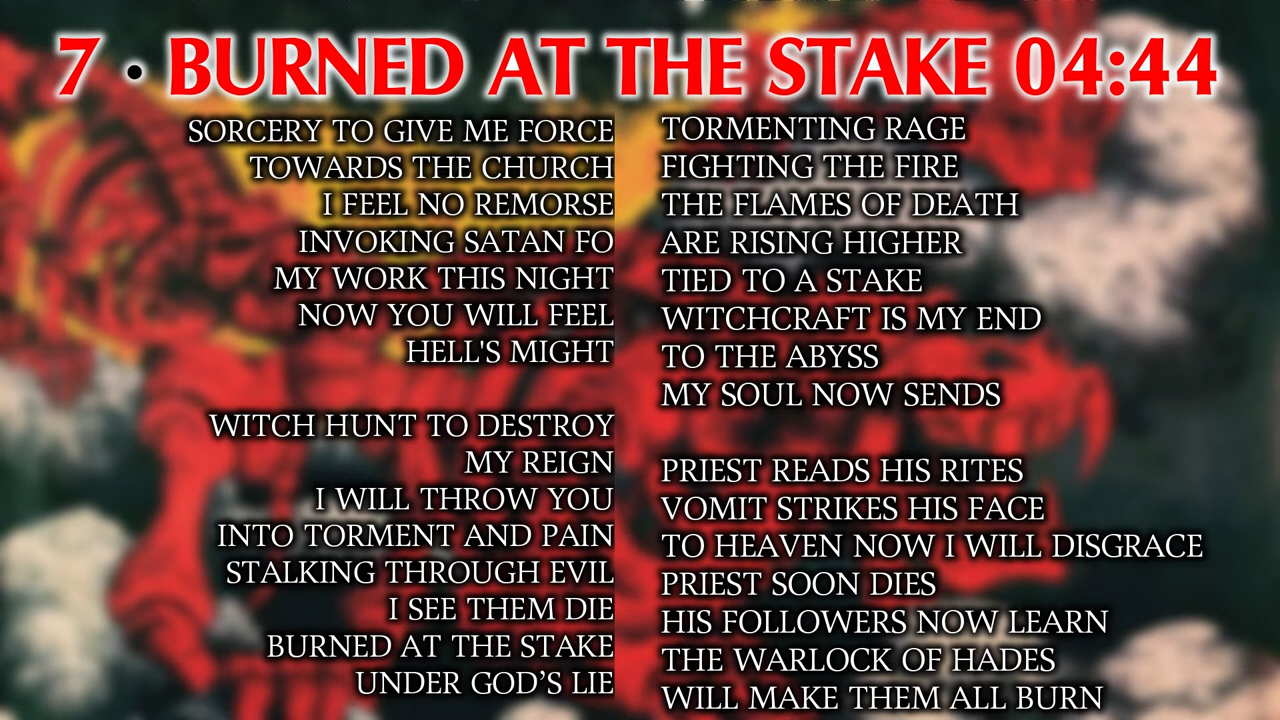 7 · BURNED AT THE STAKE 04:44
SORCERY TO GIVE ME FORCE
TOWARDS THE CHURCH
I FEEL NO REMORSE
INVOKING SATAN FO
MY WORK THIS NIGHT
NOW YOU WILL FEEL
HELL'S MIGHT
WITCH HUNT TO DESTROY
MY REIGN
I WILL THROW YOU
INTO TORMENT AND PAIN
STALKING THROUGH EVIL
I SEE THEM DIE
BURNED AT THE STAKE
UNDER GOD’S LIE
TORMENTING RAGE
FIGHTING THE FIRE
THE FLAMES OF DEATH
ARE RISING HIGHER
TIED TO A STAKE
WITCHCRAFT IS MY END
TO THE ABYSS
MY SOUL NOW SENDS
PRIEST READS HIS RITES
VOMIT STRIKES HIS FACE
TO HEAVEN NOW I WILL DISGRACE
PRIEST SOON DIES
HIS FOLLOWERS NOW LEARN
THE WARLOCK OF HADES
WILL MAKE THEM ALL BURN